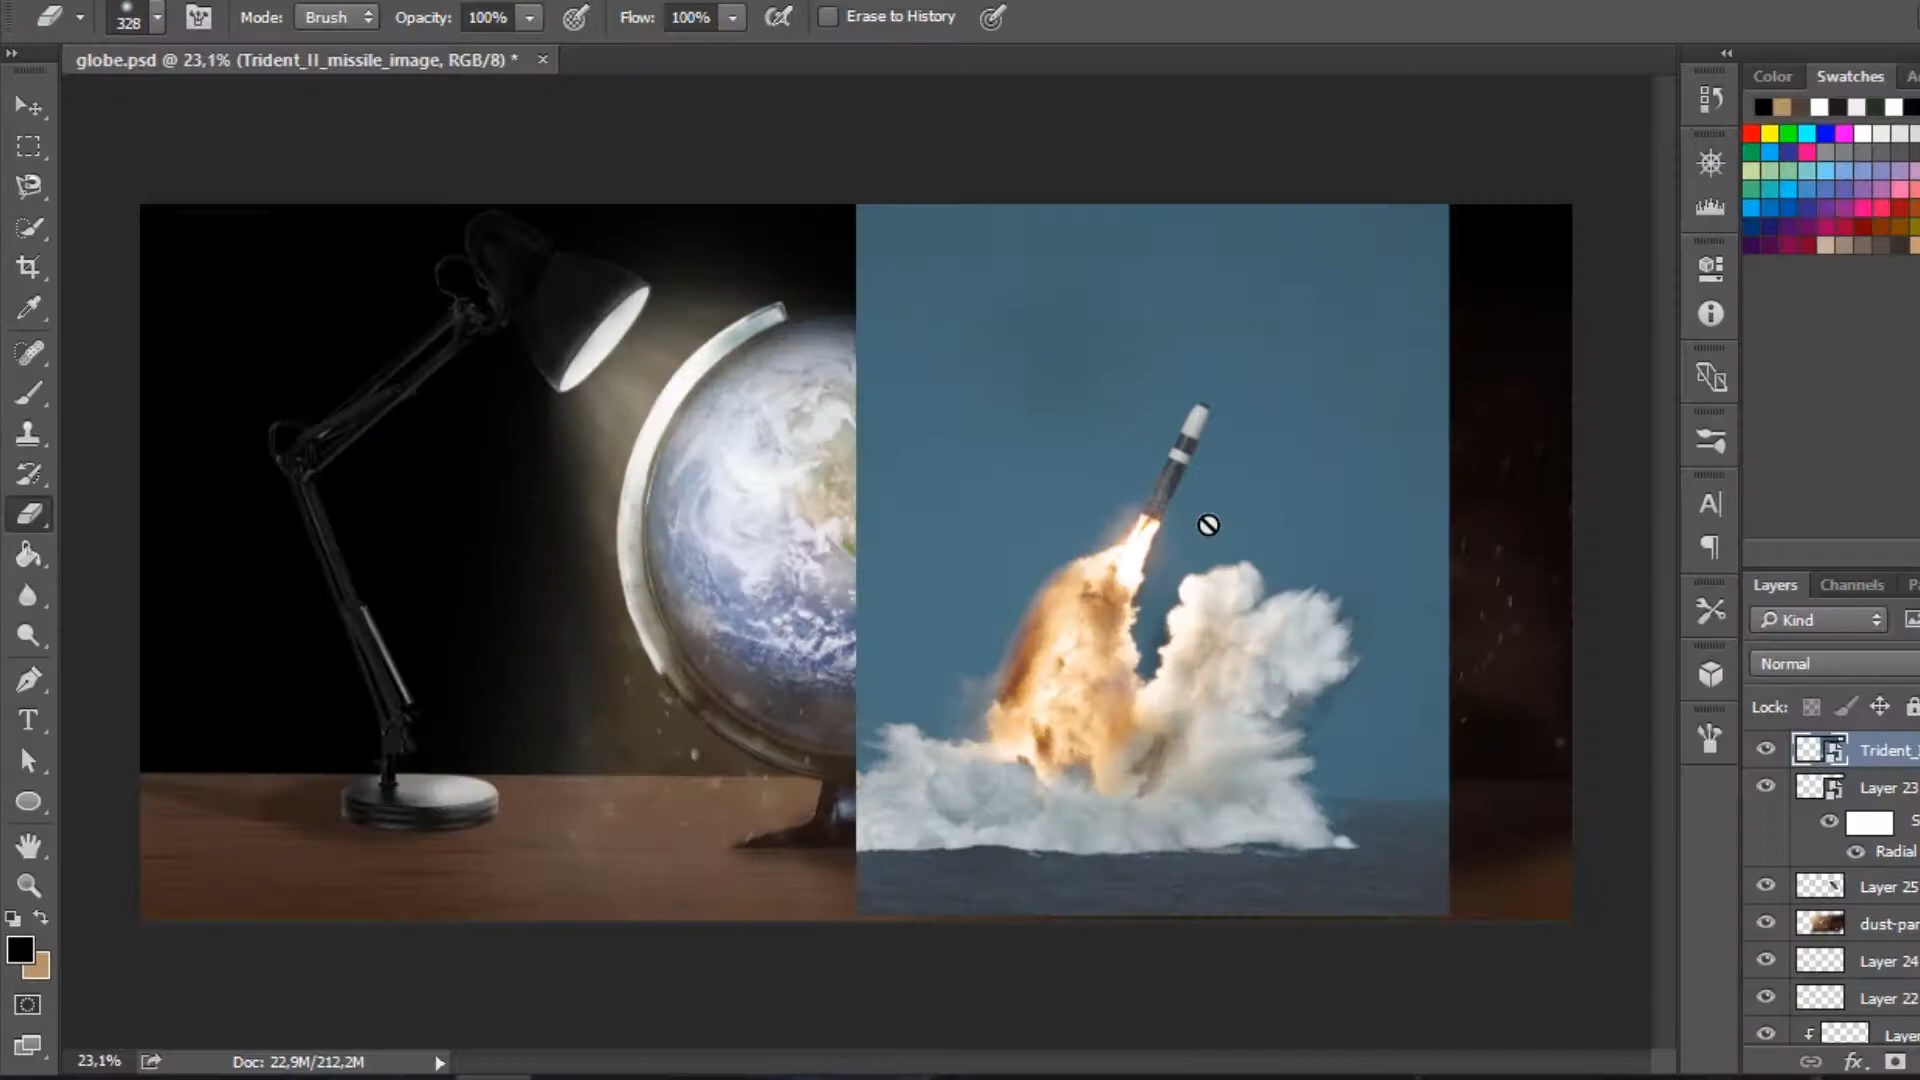 328
Mode: Brush Opacity: 100% Flow: 100% Erase to History
globe.psd @ 23,1% (Trident_II_missile_image, RGB/8) *
Color Swatches
Layers Channels
Kind
Normal
Lock:
Trident_
Layer 23
Radial
Layer 25
dust-par
Layer 24
Layer 22
Laye
fx
23,1% Doc: 22,9M/212,2M